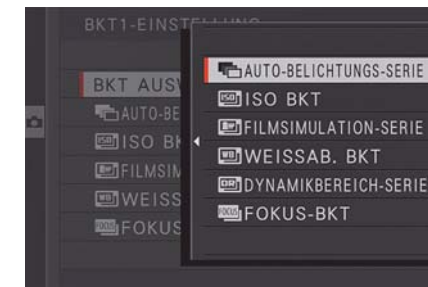 BKT1-EINSTELLUNG
BKT AUSW
AUTO-BE
ISO BK
FILMSIM
WEISS
FOKUS
AUTO-BELICHTUNGS-SERIE
ISO BKT
FILMSIMULATION-SERIE
WEISSAB. BKT
DYNAMIKBEREICH-SERIE
FOKUS-BKT